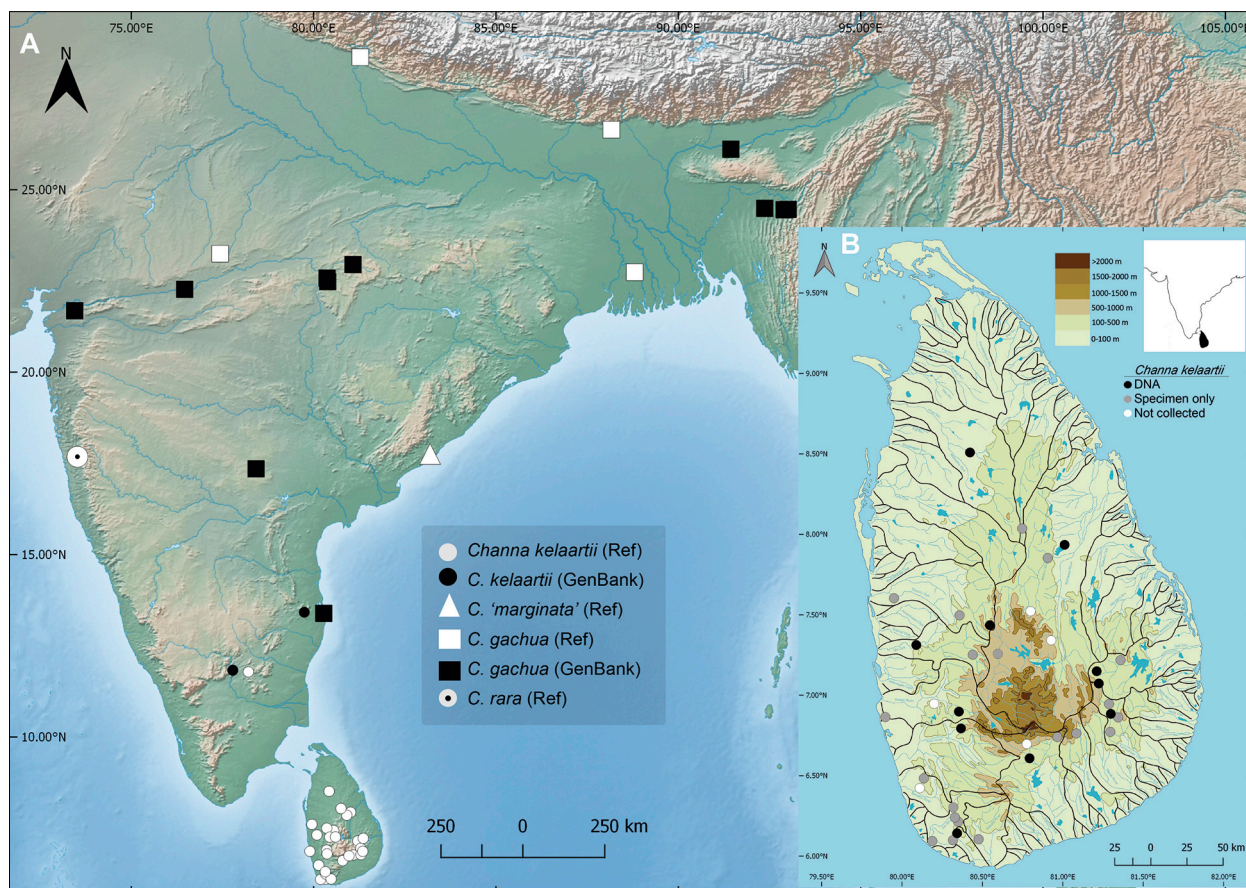 A
N
75.00°E
80.00°E
85.00°E
90.00°E
95.00°E
100.00°E
105.00°E
25.00°N
20.00°N
15.00°N
10.00°N
Channa kelaartii (Ref)
C. kelaartii (GenBank)
C. ‘marginata’ (Ref)
C. gachua (Ref)
C. gachua (GenBank)
C. rara (Ref)
250 0 250 km
B
N
>2000 m
1500-2000 m
1000-1500 m
500-1000 m
100-500 m
0-100 m
Channa kelaartii
DNA
Specimen only
Not collected
9.50°N
9.00°N
8.50°N
8.00°N
7.50°N
7.00°N
6.50°N
6.00°N
79.50°E
80.00°E
80.50°E
81.00°E
81.50°E
82.00°E
25 0 50 km